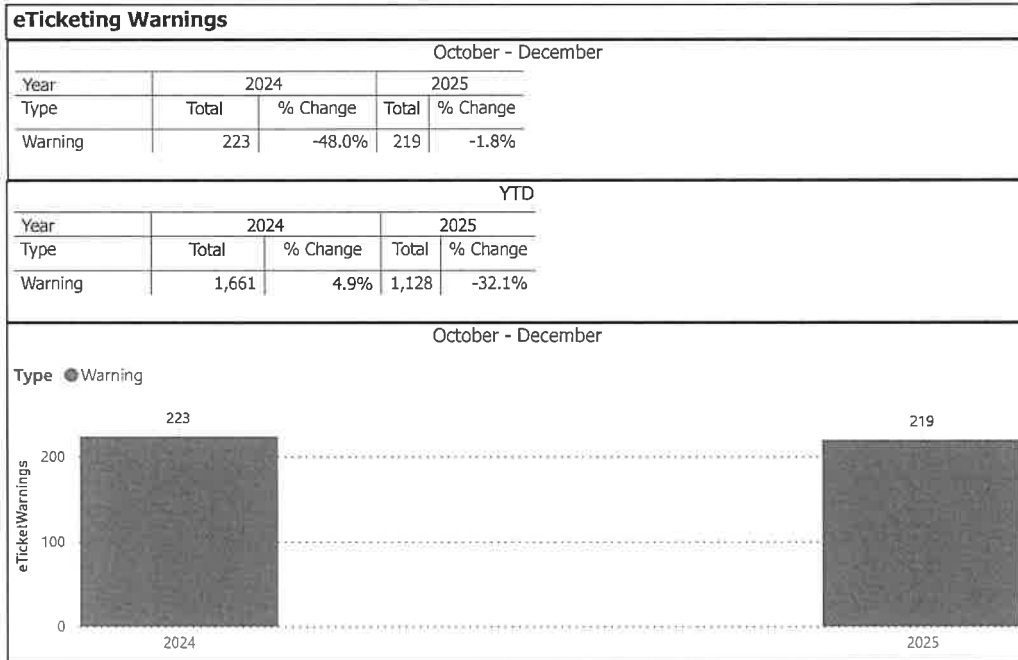 eTicketing Warnings
October - December
Year 2024 2025
Type Total % Change Total % Change
Warning 223 -48.0% 219 -1.8%
YTD
Year 2024 2025
Type Total % Change Total % Change
Warning 1,661 4.9% 1,128 -32.1%
October - December
Type Warning
223 219
200
100
0
eTicketWarnings
2024 2025